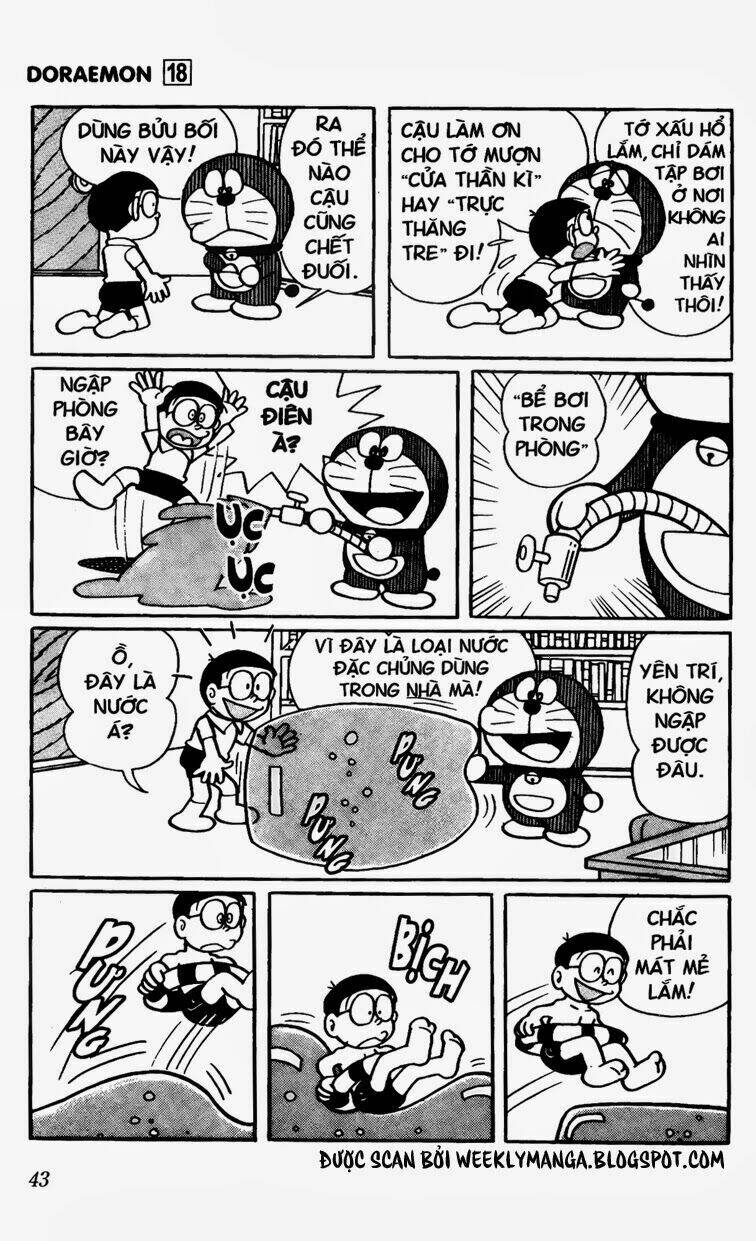 DORAEMON 18
TỚ XẤU HỔ
LẮM, CHỈ DÁM
TẬP BƠI
Ở NƠI
KHÔNG
AI
NHÌN
THẤY
THÔI!
CẬU LÀM ƠN
CHO TỚ MƯỢN
"CỬA THẦN KÌ"
HAY "TRỰC
THĂNG
TRE" ĐI!
RA
ĐÓ THỂ
NÀO
CẬU
CŨNG
CHẾT
ĐUỐI.
DÙNG BỬU BỐI
NÀY VẬY!
"BỂ BƠI
TRONG
PHÒNG"
CẬU
ĐIÊN
À?
NGẬP
PHÒNG
BÂY
GIỜ?
ỤC
ỤC
YÊN TRÍ,
KHÔNG
NGẬP
ĐƯỢC
ĐÂU.
VÌ ĐÂY LÀ LOẠI NƯỚC
ĐẶC CHỦNG DÙNG
TRONG NHÀ MÀ!
Ồ,
ĐÂY LÀ
NƯỚC
Á?
PƯNG
PƯNG
CHẮC
PHẢI
MÁT MẺ
LẮM!
BỊCH
PƯNG
ĐƯỢC SCAN BỞI WEEKLYMANGA.BLOGSPOT.COM
43